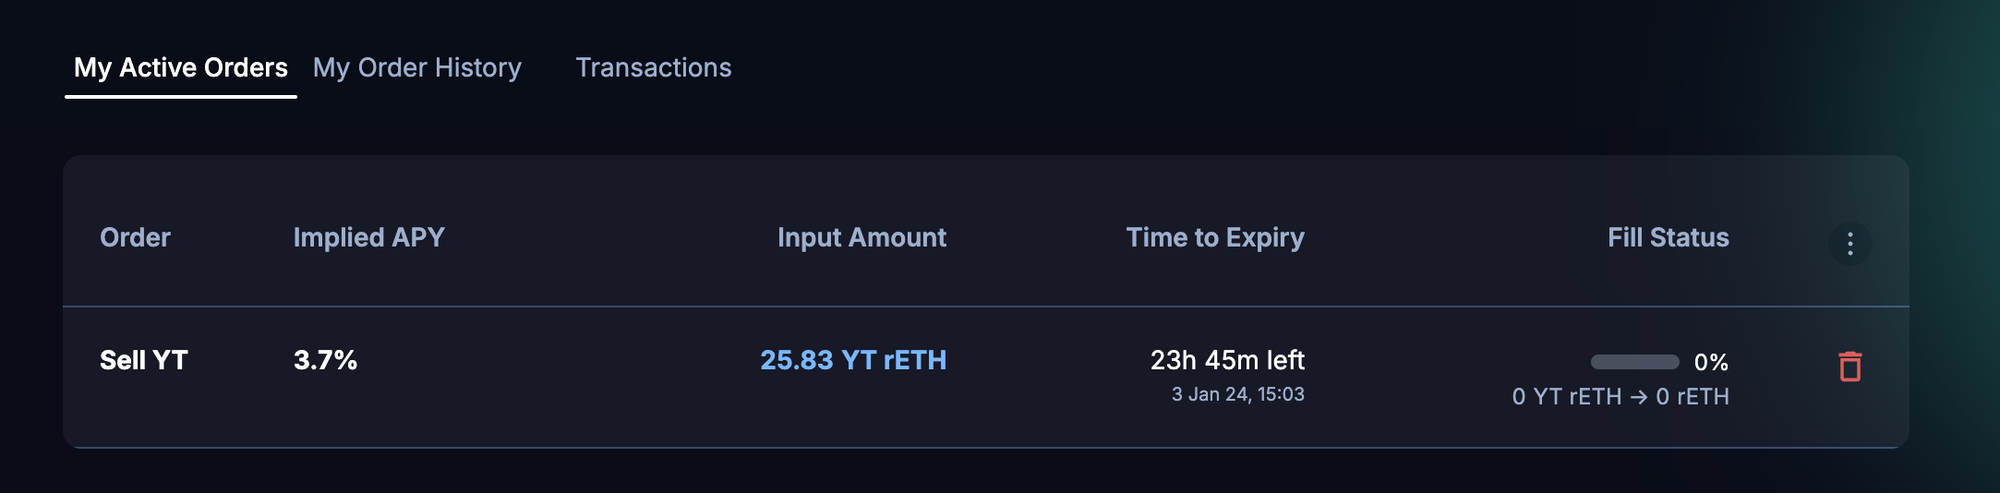 My Active Orders My Order History Transactions
Order Implied APY Input Amount Time to Expiry Fill Status
Sell YT 3.7% 25.83 YT rETH 23h 45m left 0%
3 Jan 24, 15:03 0 YT rETH → 0 rETH